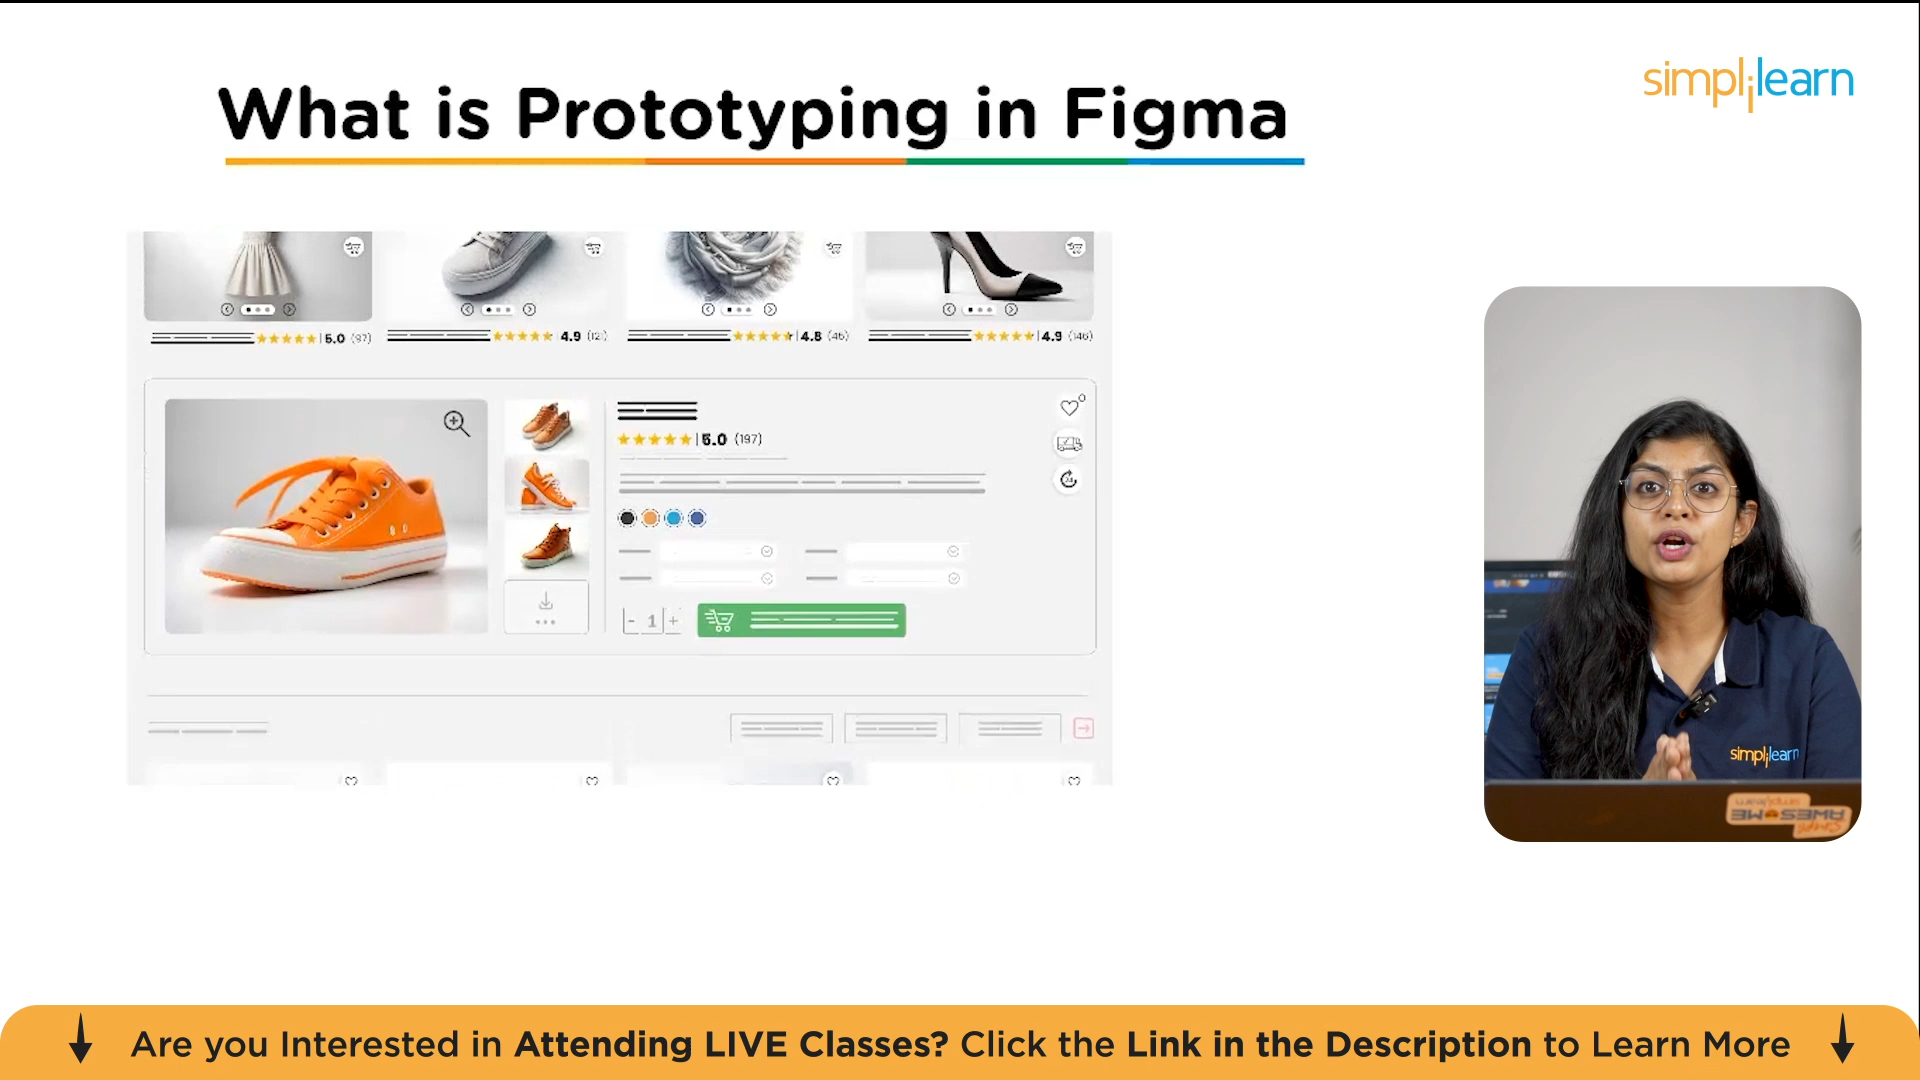 simplilearn
What is Prototyping in Figma
5.0 (97)
4.9 (121)
4.8 (46)
4.9 (146)
5.0 (197)
- 1 +
simplilearn
AWESOME
Are you Interested in Attending LIVE Classes? Click the Link in the Description to Learn More